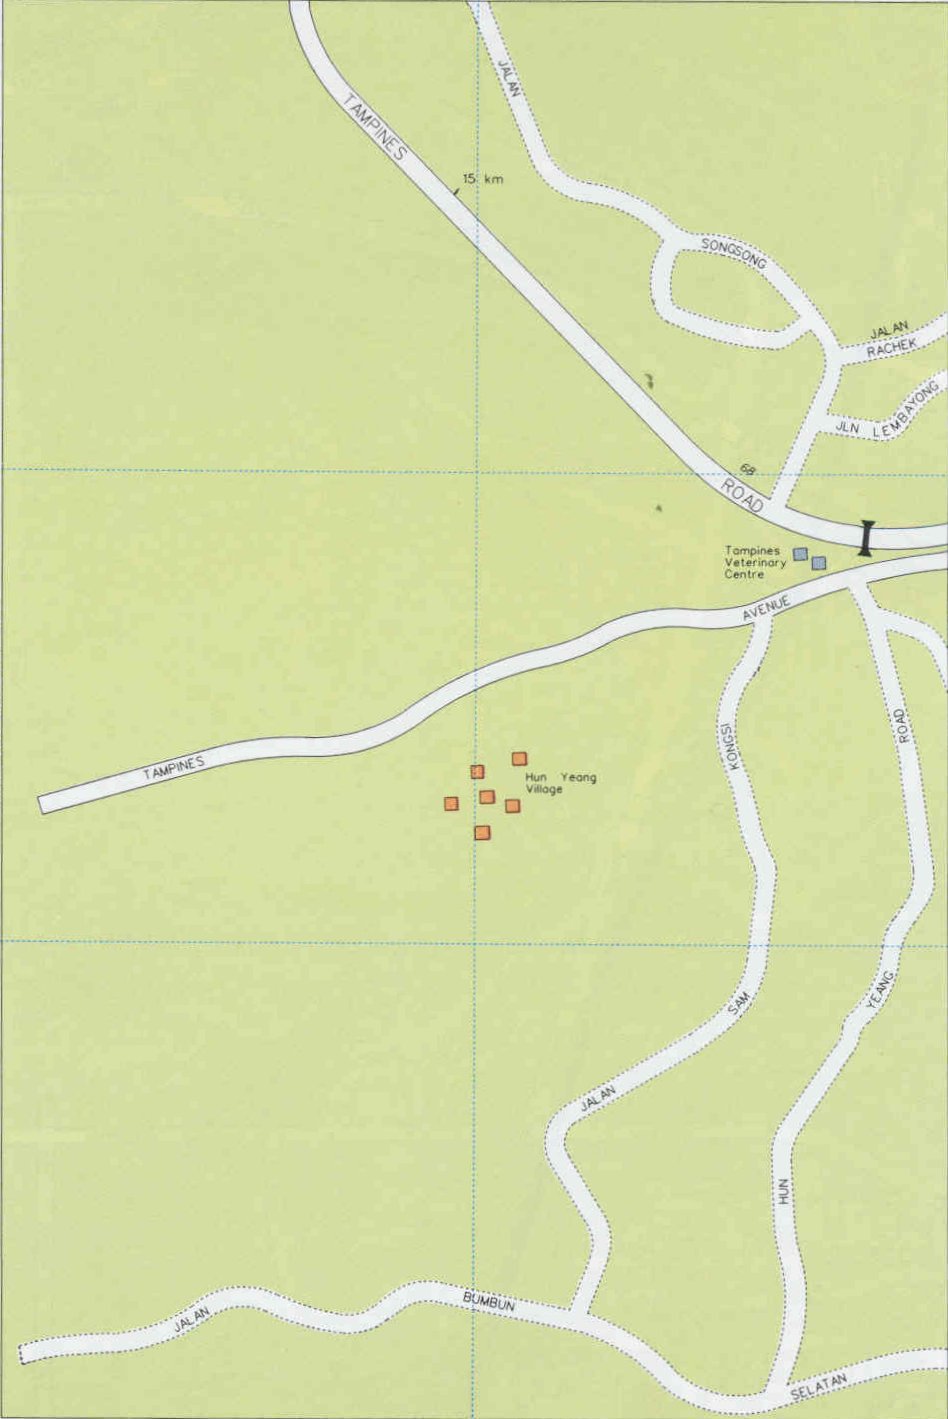 JALAN
TAMPINES
15 km
SONGSONG
JALAN
RACHEK
JLN LEMBAYONG
68
ROAD
Tampines
Veterinary
Centre
AVENUE
ROAD
KONGSI
TAMPINES
Hun Yeang
Village
SAM
YEANG
JALAN
HUN
BUMBUN
JALAN
SELATAN